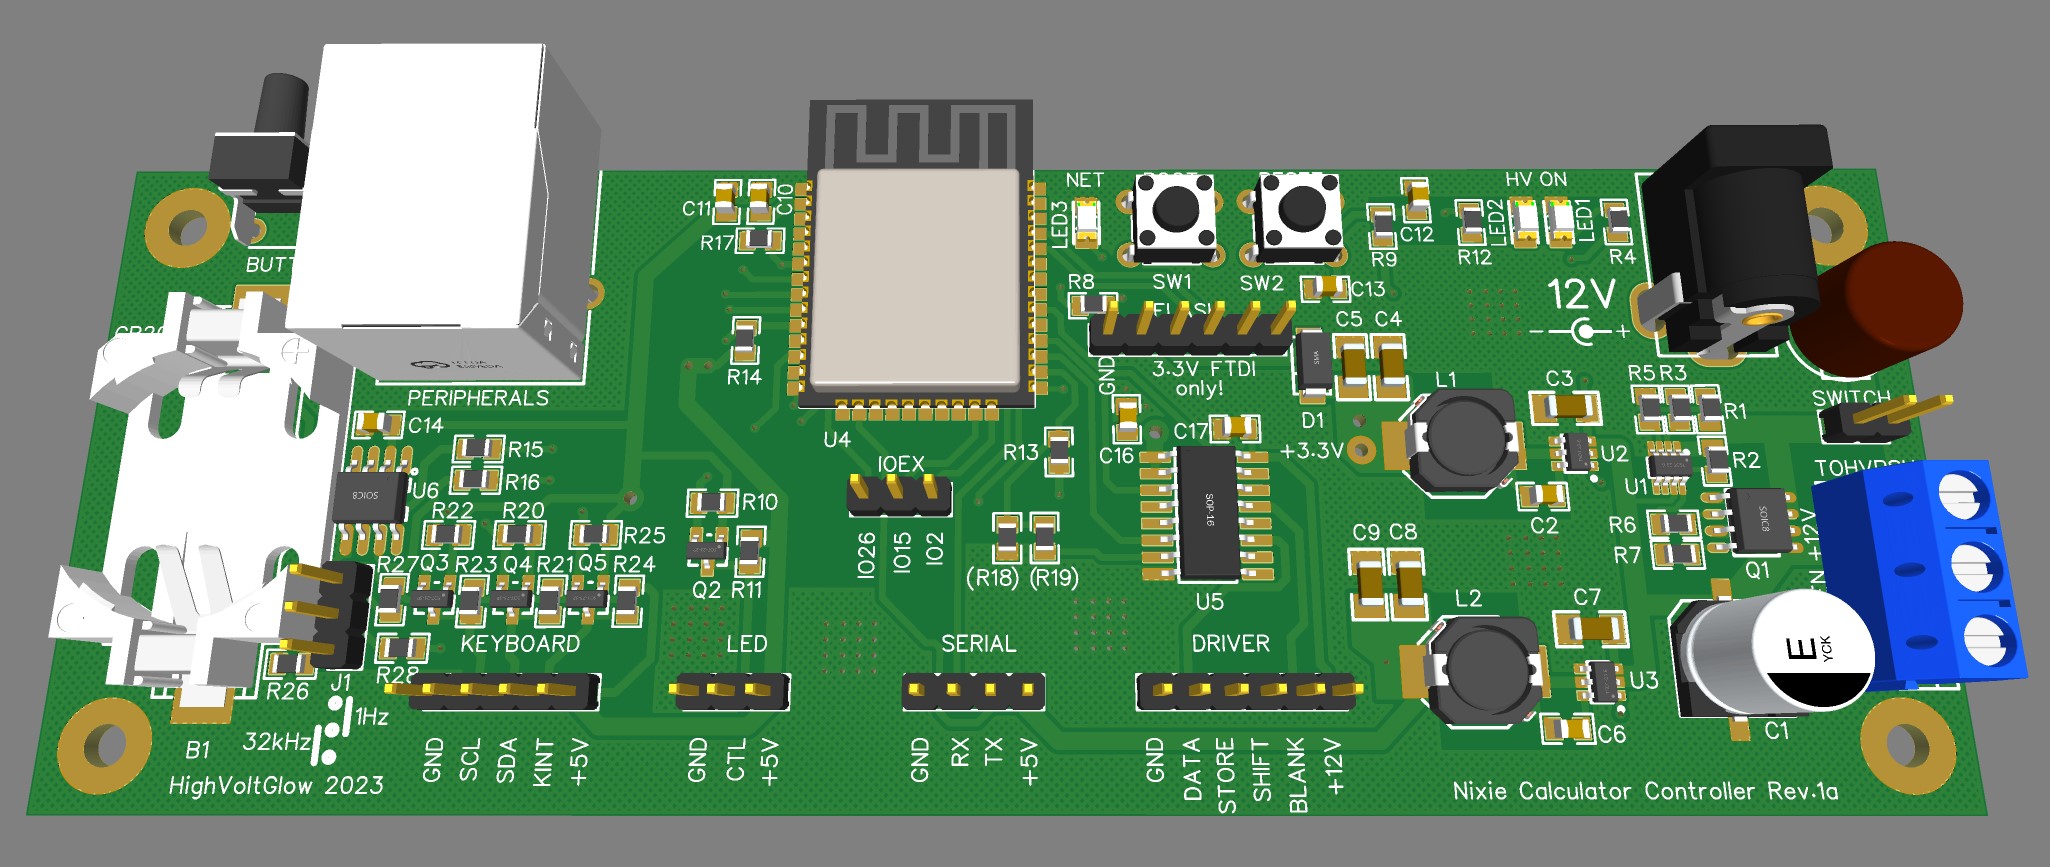 NET
HV ON
C11
C10
R17
LED3
SW1
SW2
R9
C12
R12
LED2
LED1
R4
BUTT
R8
C13
12V
- +
GND
3.3V FTDI
only!
C5
C4
D1
R14
U4
PERIPHERALS
C14
R15
R16
U6
SOIC8
R22
R20
R25
R27
Q3
R23
Q4
R21
Q5
R24
R10
Q2
R11
IOEX
IO26
IO15
IO2
R13
C16
C17
+3.3V
SOP-16
U5
(R18)
(R19)
L1
C3
U2
C2
R5
R3
R1
R2
U1
SWITCH
R6
R7
SOIC8
Q1
+12V
C9
C8
L2
C7
U3
C6
E
YCK
C1
R26
R28
J1
1Hz
32kHz
B1
KEYBOARD
GND
SCL
SDA
KINT
+5V
LED
GND
CTL
+5V
SERIAL
GND
RX
TX
+5V
DRIVER
GND
DATA
STORE
SHIFT
BLANK
+12V
HighVoltGlow 2023
Nixie Calculator Controller Rev.1a